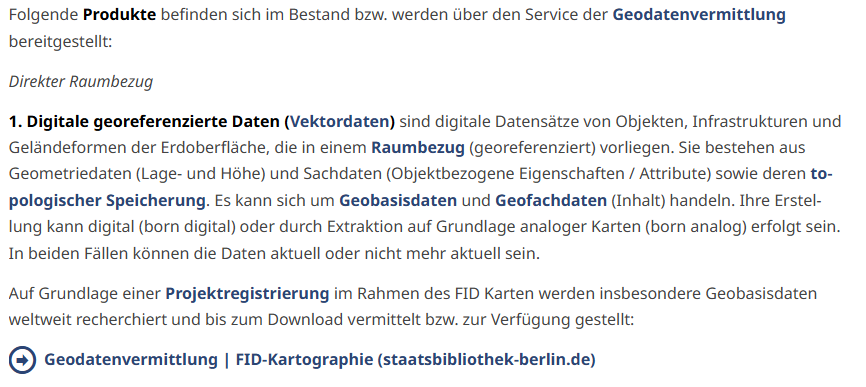 Folgende Produkte befinden sich im Bestand bzw. werden über den Service der Geodatenvermittlung
bereitgestellt:
Direkter Raumbezug
1. Digitale georeferenzierte Daten (Vektordaten) sind digitale Datensätze von Objekten, Infrastrukturen und
Geländeformen der Erdoberfläche, die in einem Raumbezug (georeferenziert) vorliegen. Sie bestehen aus
Geometriedaten (Lage- und Höhe) und Sachdaten (Objektbezogene Eigenschaften / Attribute) sowie deren to-
pologischer Speicherung. Es kann sich um Geobasisdaten und Geofachdaten (Inhalt) handeln. Ihre Erstel-
lung kann digital (born digital) oder durch Extraktion auf Grundlage analoger Karten (born analog) erfolgt sein.
In beiden Fällen können die Daten aktuell oder nicht mehr aktuell sein.
Auf Grundlage einer Projektregistrierung im Rahmen des FID Karten werden insbesondere Geobasisdaten
weltweit recherchiert und bis zum Download vermittelt bzw. zur Verfügung gestellt:
Geodatenvermittlung | FID-Kartographie (staatsbibliothek-berlin.de)